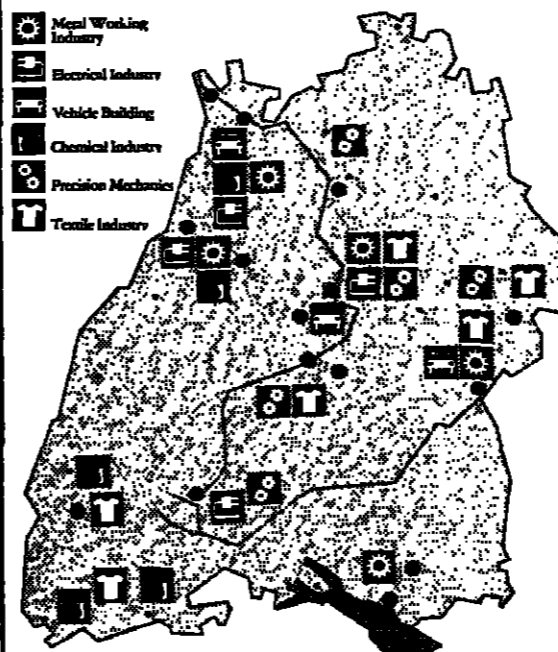 Metal Working
Industry
Electrical Industry
Vehicle Building
Chemical Industry
Precision Mechanics
Textile Industry